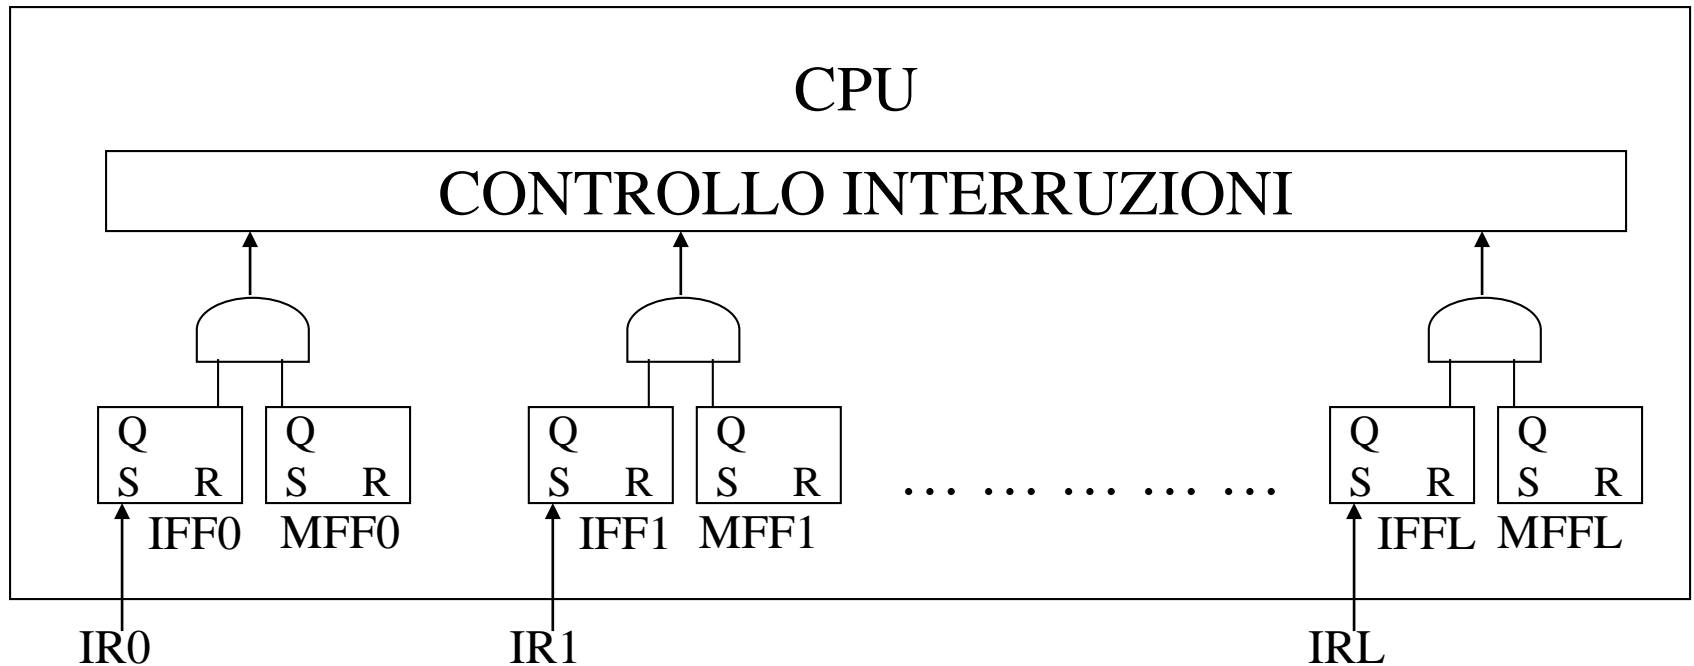 CPU
CONTROLLO INTERRUZIONI
Q Q Q Q Q Q
S R S R S R S R ... ... ... ... ... S R S R
IFF0 MFF0 IFF1 MFF1 IFFL MFFL
IR0 IR1 IRL